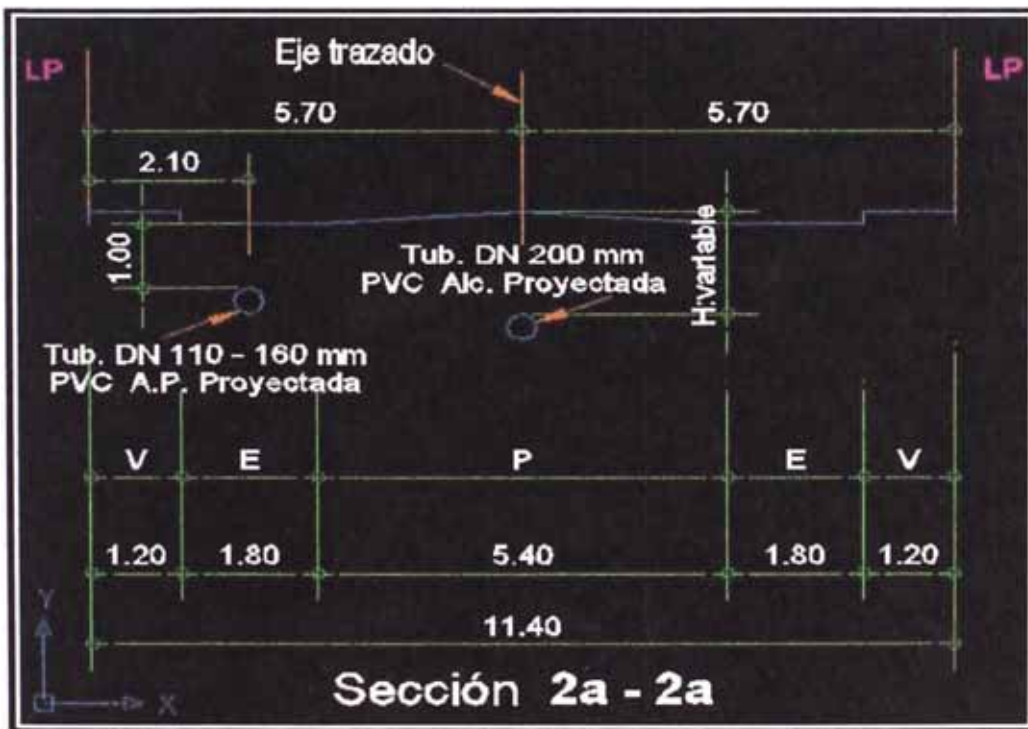 Eje trazado
LP
LP
5.70
5.70
2.10
1.00
H:variable
Tub. DN 200 mm
PVC Alc. Proyectada
Tub. DN 110 - 160 mm
PVC A.P. Proyectada
V
E
P
E
V
1.20
1.80
5.40
1.80
1.20
11.40
Y
X
Sección 2a - 2a